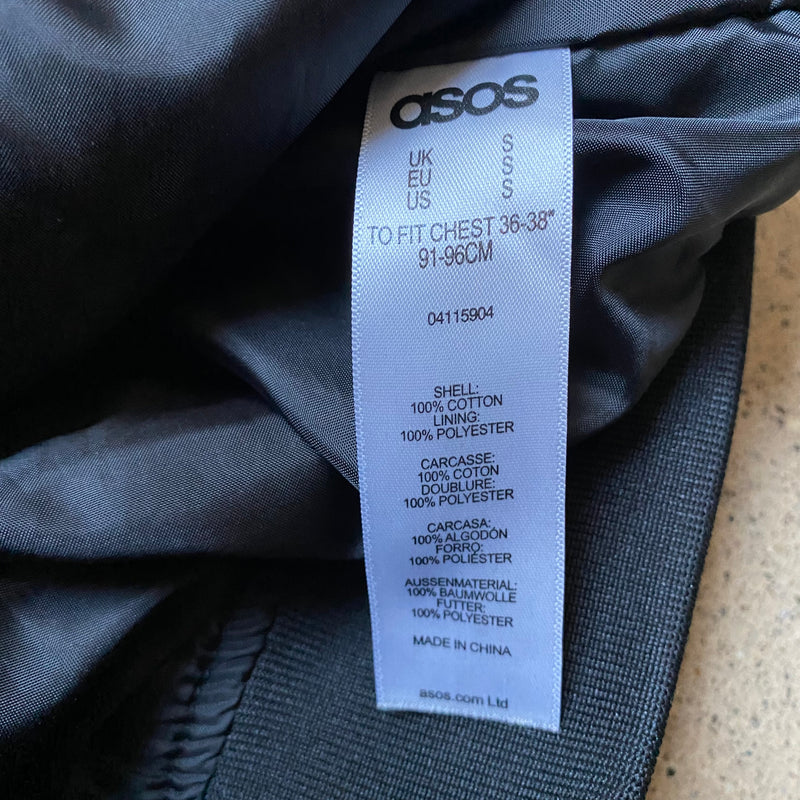 asos
UK S
EU S
US S
TO FIT CHEST 36-38"
91-96CM
04115904
SHELL:
100% COTTON
LINING:
100% POLYESTER
CARCASSE:
100% COTON
DOUBLURE:
100% POLYESTER
CARCASA:
100% ALGODÓN
FORRO:
100% POLIÉSTER
AUSSENMATERIAL:
100% BAUMWOLLE
FUTTER:
100% POLYESTER
MADE IN CHINA
asos.com Ltd